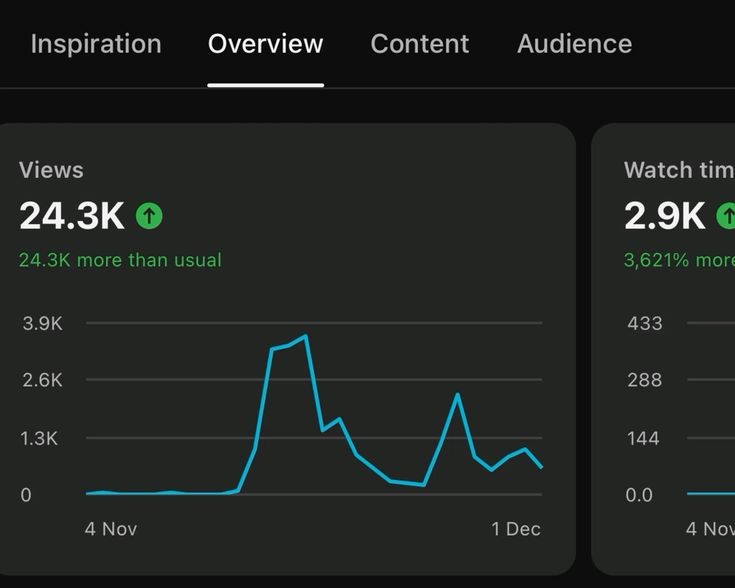 Inspiration Overview Content Audience
Views
24.3K
24.3K more than usual
3.9K
2.6K
1.3K
0
4 Nov 1 Dec
Watch tim
2.9K
3,621% more
433
288
144
0.0
4 Nov